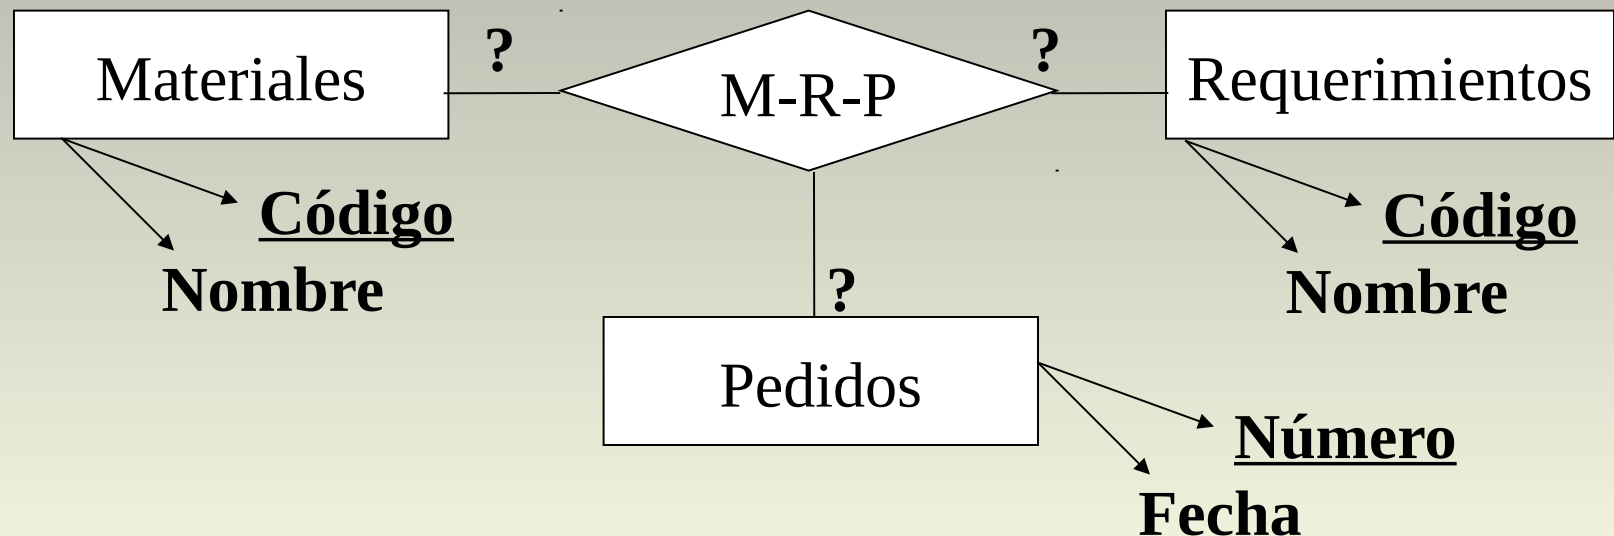 Materiales
?
M-R-P
?
Requerimientos
Código
Nombre
Código
Nombre
?
Pedidos
Número
Fecha